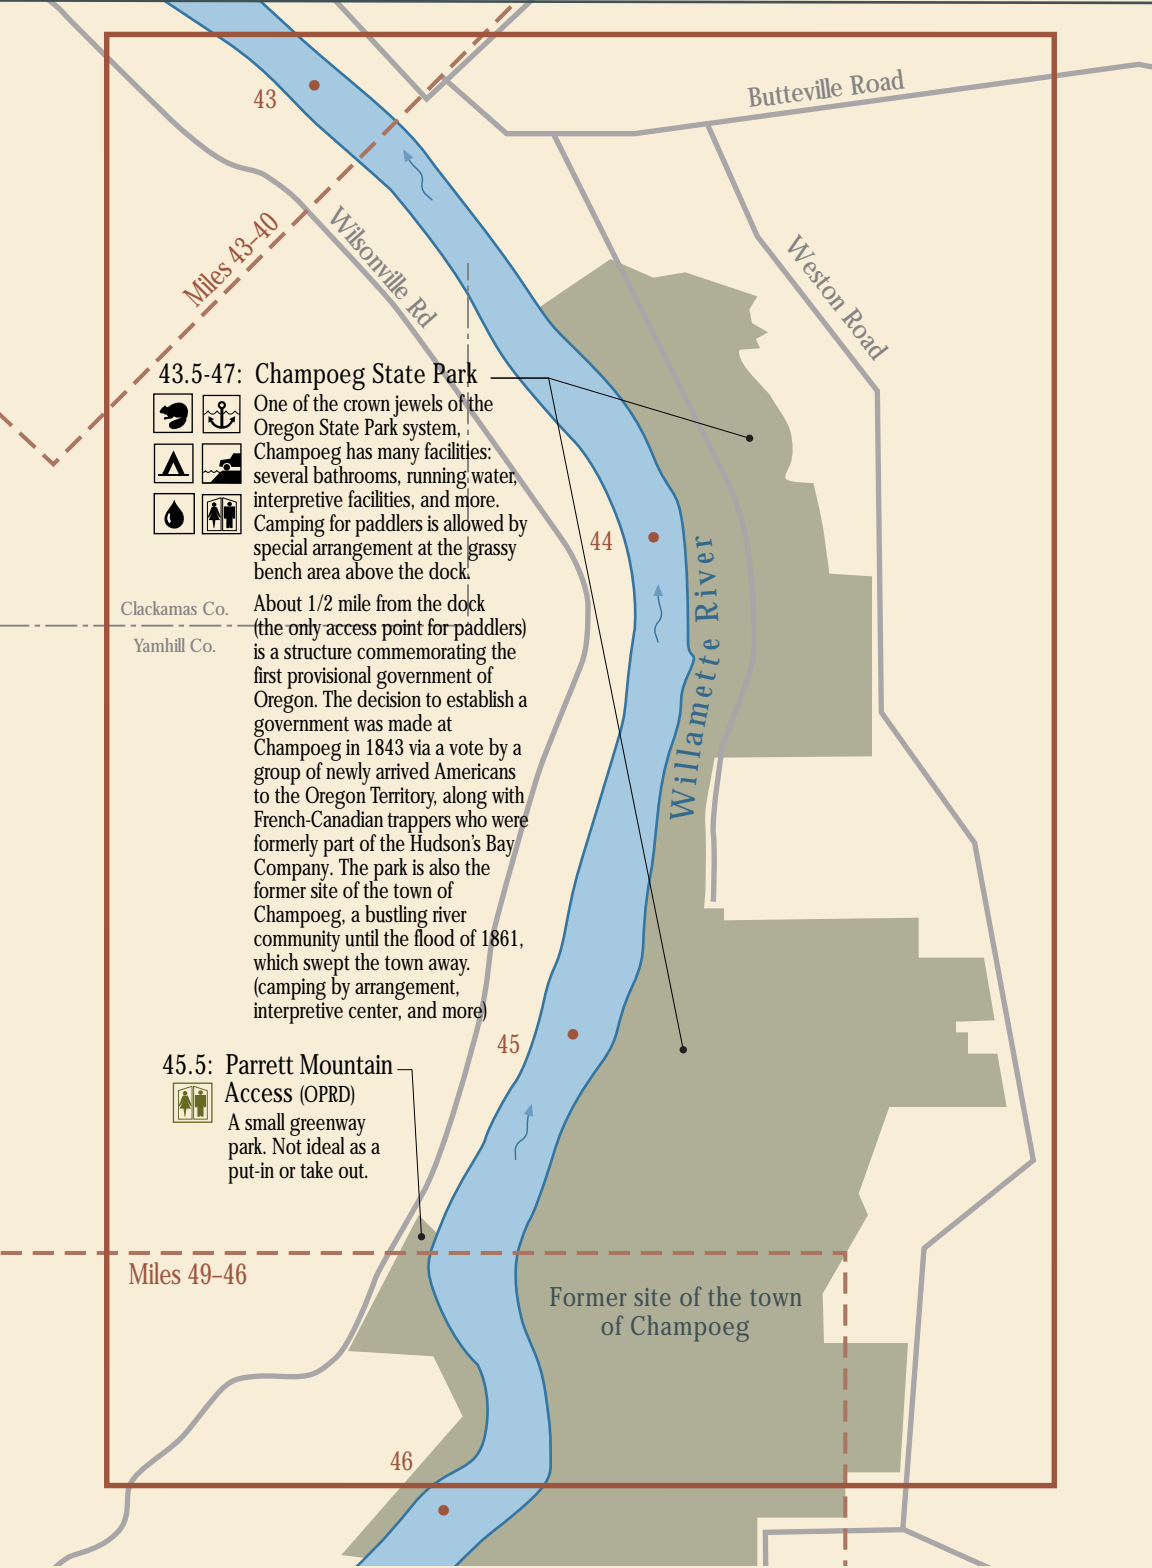 43
Butteville Road
Miles 43–40
Wilsonville Rd
Weston Road
43.5-47: Champoeg State Park
One of the crown jewels of the
Oregon State Park system,
Champoeg has many facilities:
several bathrooms, running water,
interpretive facilities, and more.
Camping for paddlers is allowed by
special arrangement at the grassy
bench area above the dock.
44
Willamette River
Clackamas Co.
Yamhill Co.
About 1/2 mile from the dock
(the only access point for paddlers)
is a structure commemorating the
first provisional government of
Oregon. The decision to establish a
government was made at
Champoeg in 1843 via a vote by a
group of newly arrived Americans
to the Oregon Territory, along with
French-Canadian trappers who were
formerly part of the Hudson’s Bay
Company. The park is also the
former site of the town of
Champoeg, a bustling river
community until the flood of 1861,
which swept the town away.
(camping by arrangement,
interpretive center, and more)
45
45.5: Parrett Mountain
Access (OPRD)
A small greenway
park. Not ideal as a
put-in or take out.
Miles 49–46
Former site of the town
of Champoeg
46